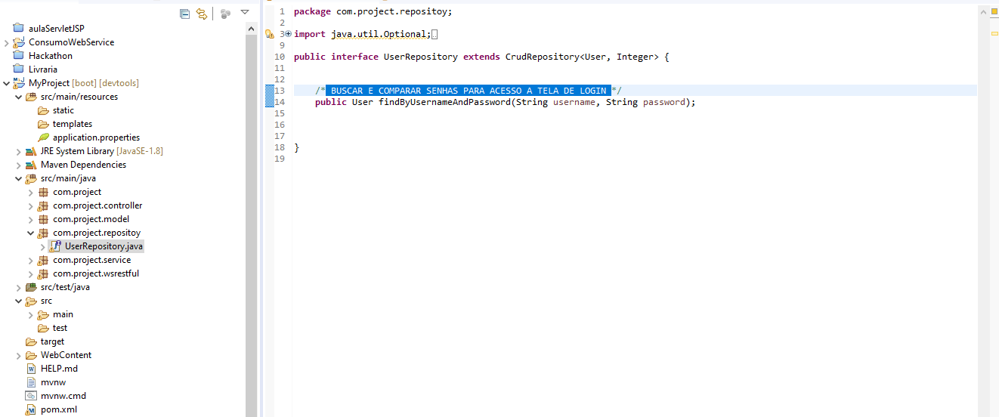 aulaServletJSP
ConsumoWebService
Hackathon
Livraria
MyProject [boot] [devtools]
src/main/resources
static
templates
application.properties
JRE System Library [JavaSE-1.8]
Maven Dependencies
src/main/java
com.project
com.project.controller
com.project.model
com.project.repositoy
UserRepository.java
com.project.service
com.project.wsrestful
src/test/java
src
main
test
target
WebContent
HELP.md
mvnw
mvnw.cmd
pom.xml
1 package com.project.repositoy;
2
3 import java.util.Optional;
9
10 public interface UserRepository extends CrudRepository<User, Integer> {
11
12
13 /* BUSCAR E COMPARAR SENHAS PARA ACESSO A TELA DE LOGIN */
14 public User findByUsernameAndPassword(String username, String password);
15
16
17
18 }
19